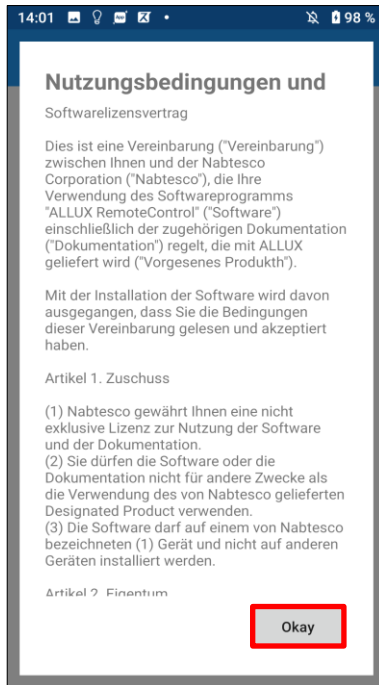 14:01 98 %
Nutzungsbedingungen und
Softwarelizensvertrag
Dies ist eine Vereinbarung ("Vereinbarung")
zwischen Ihnen und der Nabtesco
Corporation ("Nabtesco"), die Ihre
Verwendung des Softwareprogramms
"ALLUX RemoteControl" ("Software")
einschließlich der zugehörigen Dokumentation
("Dokumentation") regelt, die mit ALLUX
geliefert wird ("Vorgesenes Produkth").
Mit der Installation der Software wird davon
ausgegangen, dass Sie die Bedingungen
dieser Vereinbarung gelesen und akzeptiert
haben.
Artikel 1. Zuschuss
(1) Nabtesco gewährt Ihnen eine nicht
exklusive Lizenz zur Nutzung der Software
und der Dokumentation.
(2) Sie dürfen die Software oder die
Dokumentation nicht für andere Zwecke als
die Verwendung des von Nabtesco gelieferten
Designated Product verwenden.
(3) Die Software darf auf einem von Nabtesco
bezeichneten (1) Gerät und nicht auf anderen
Geräten installiert werden.
Artikel 2. Eigentum
Okay